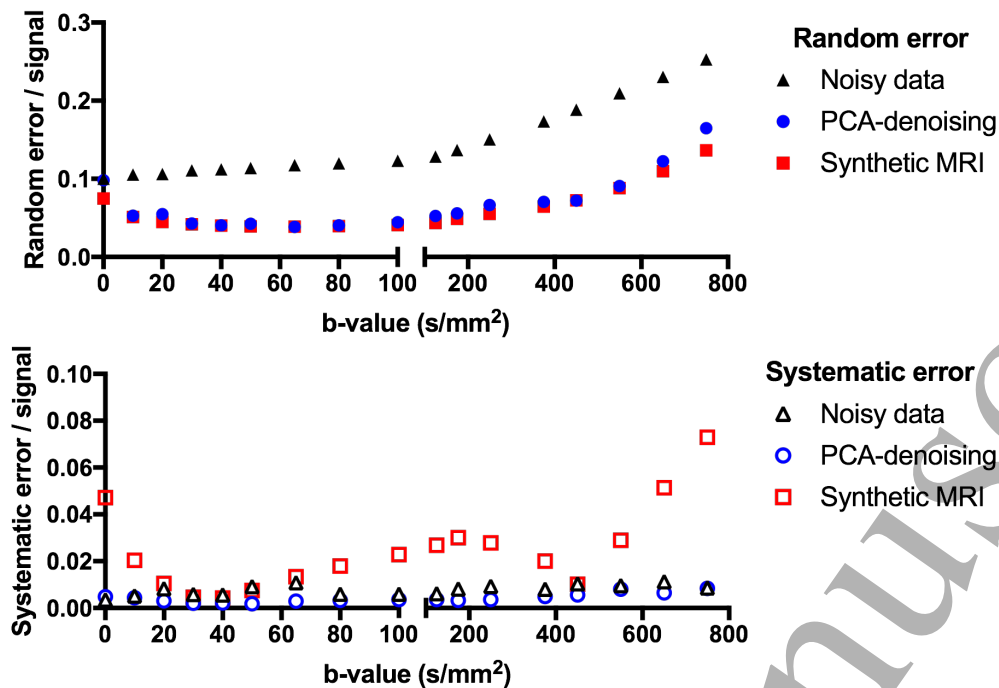 Random error / signal
0.3
0.2
0.1
0.0
0 20 40 60 80 100 200 400 600 800
b-value (s/mm²)
Random error
Noisy data
PCA-denoising
Synthetic MRI
Systematic error / signal
0.10
0.08
0.06
0.04
0.02
0.00
0 20 40 60 80 100 200 400 600 800
b-value (s/mm²)
Systematic error
Noisy data
PCA-denoising
Synthetic MRI
nus